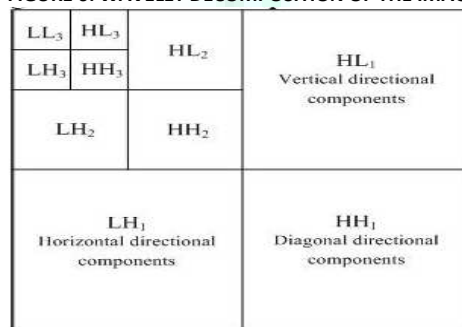 LL₃ HL₃
HL₂
LH₃ HH₃
HL₁
Vertical directional
components
LH₂
HH₂
LH₁
Horizontal directional
components
HH₁
Diagonal directional
components